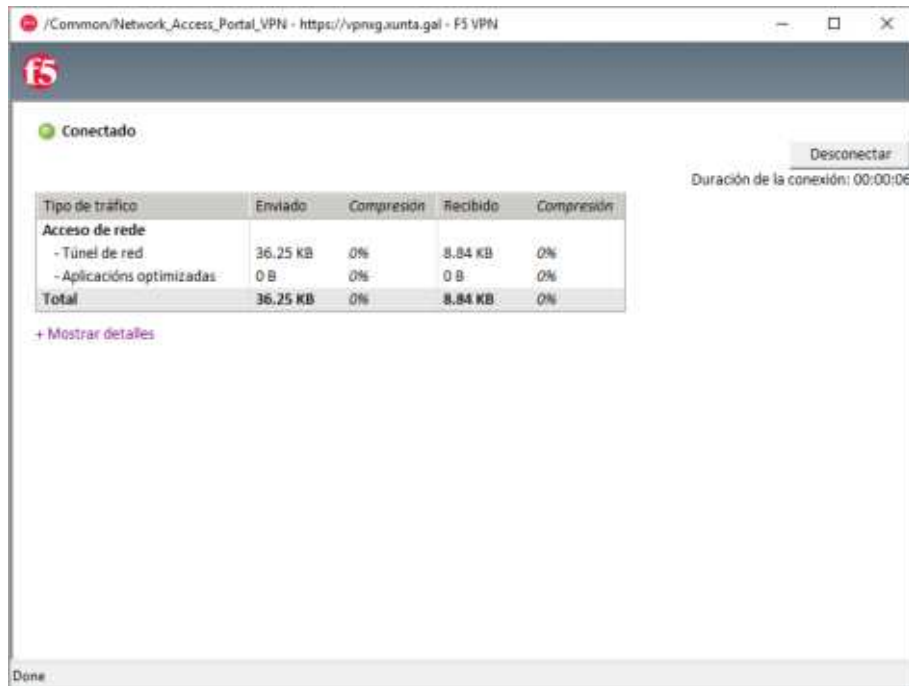 /Common/Network_Access_Portal_VPN - https://vpnxg.xunta.gal - F5 VPN
f5
Conectado
Desconectar
Duración de la conexión: 00:00:06
Tipo de tráfico Enviado Compresión Recibido Compresión
Acceso de rede
- Túnel de red 36.25 KB 0% 8.84 KB 0%
- Aplicacións optimizadas 0 B 0% 0 B 0%
Total 36.25 KB 0% 8.84 KB 0%
+ Mostrar detalles
Done